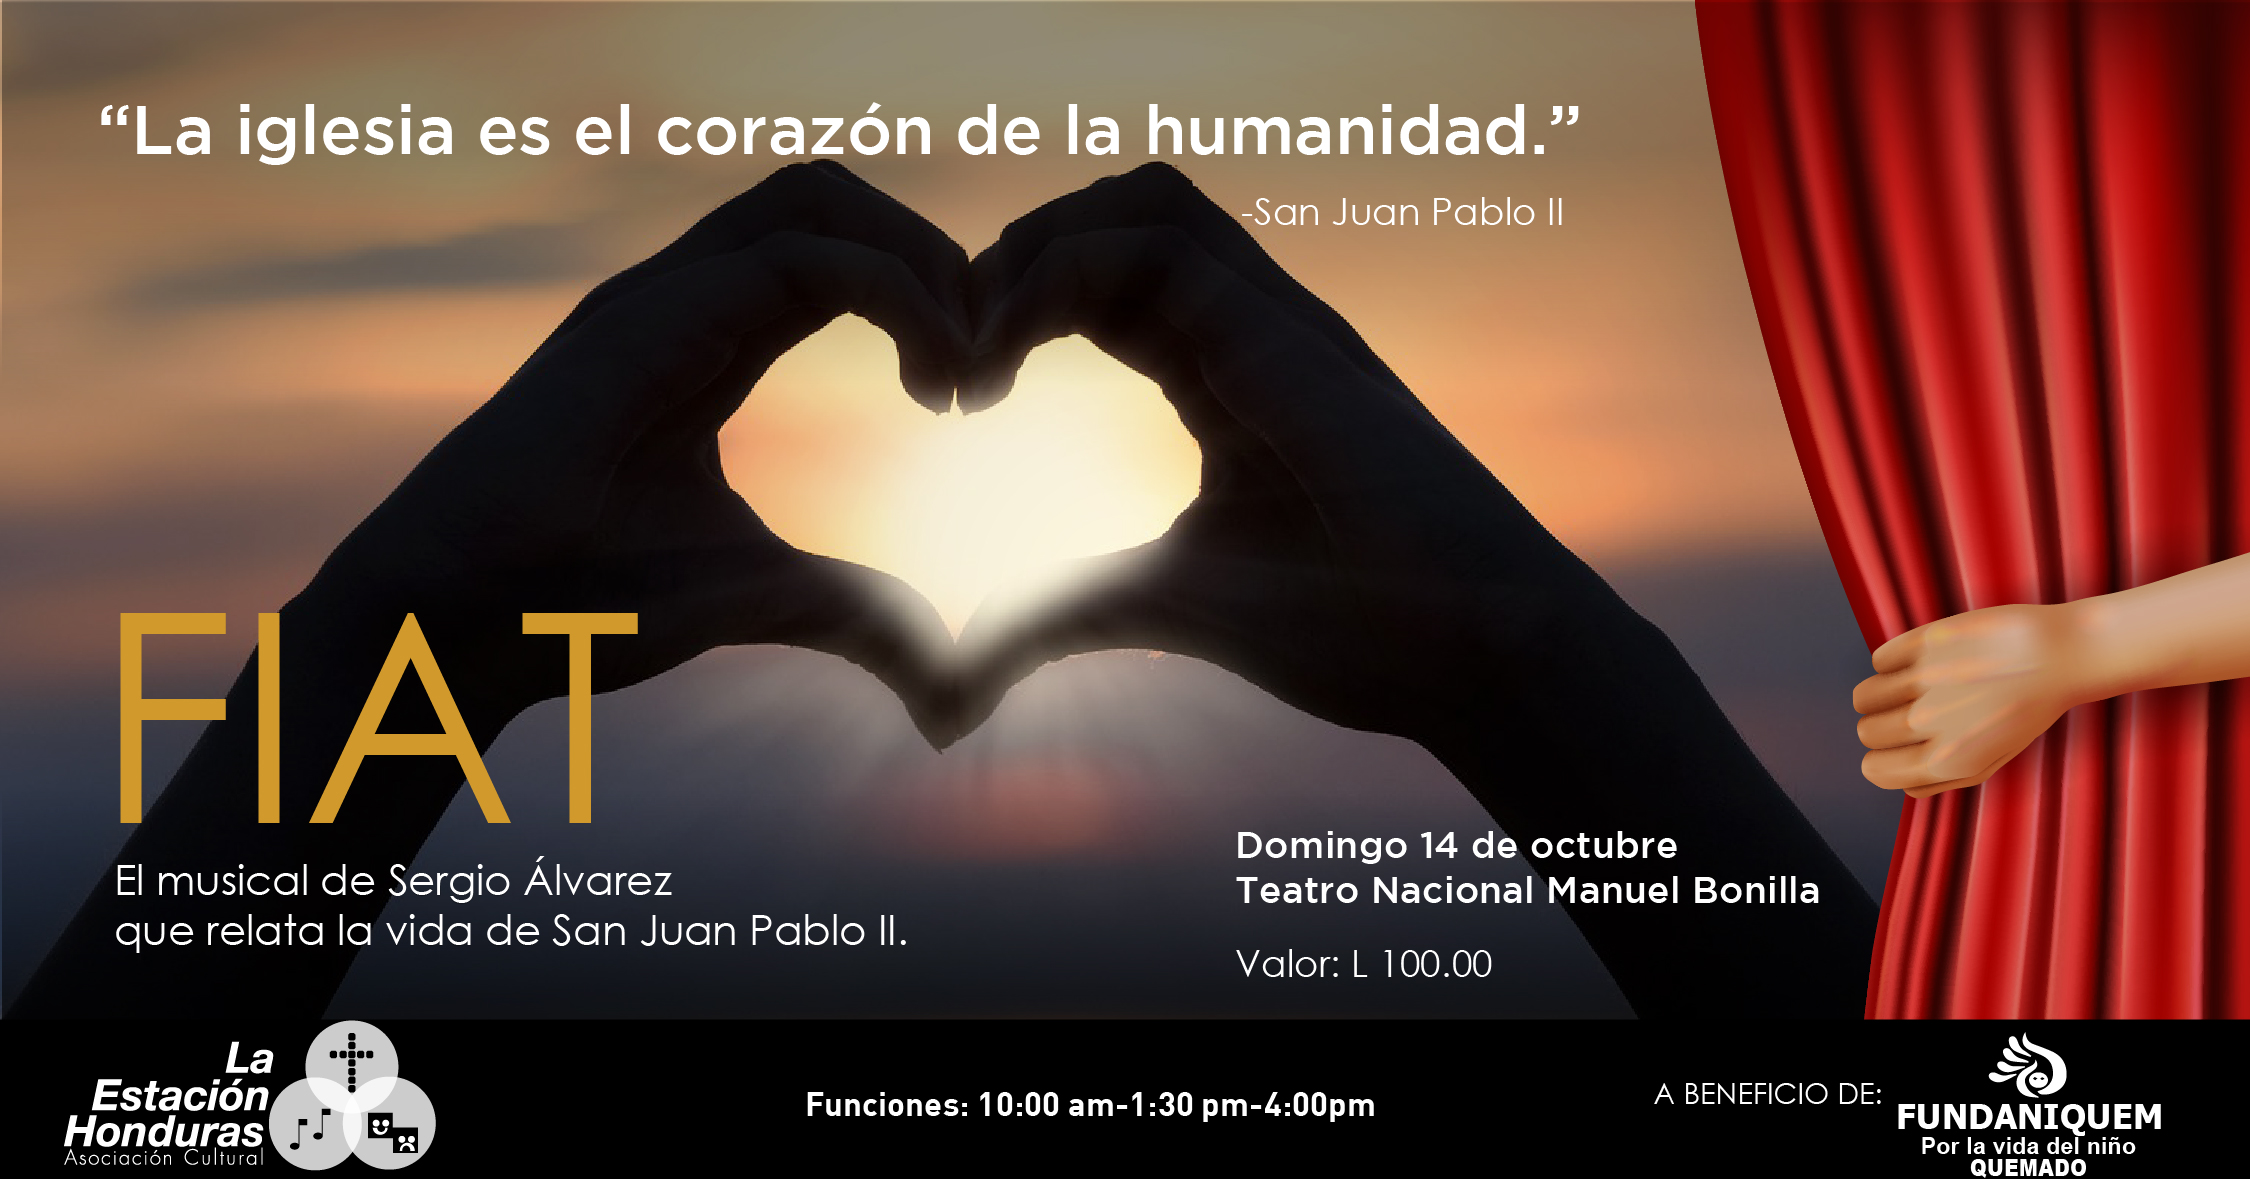 “La iglesia es el corazón de la humanidad.”
-San Juan Pablo II
FIAT
El musical de Sergio Álvarez
que relata la vida de San Juan Pablo II.
Domingo 14 de octubre
Teatro Nacional Manuel Bonilla
Valor: L 100.00
La
Estación
Honduras
Asociación Cultural
Funciones: 10:00 am-1:30 pm-4:00pm
A BENEFICIO DE:
FUNDANIQUEM
Por la vida del niño
QUEMADO